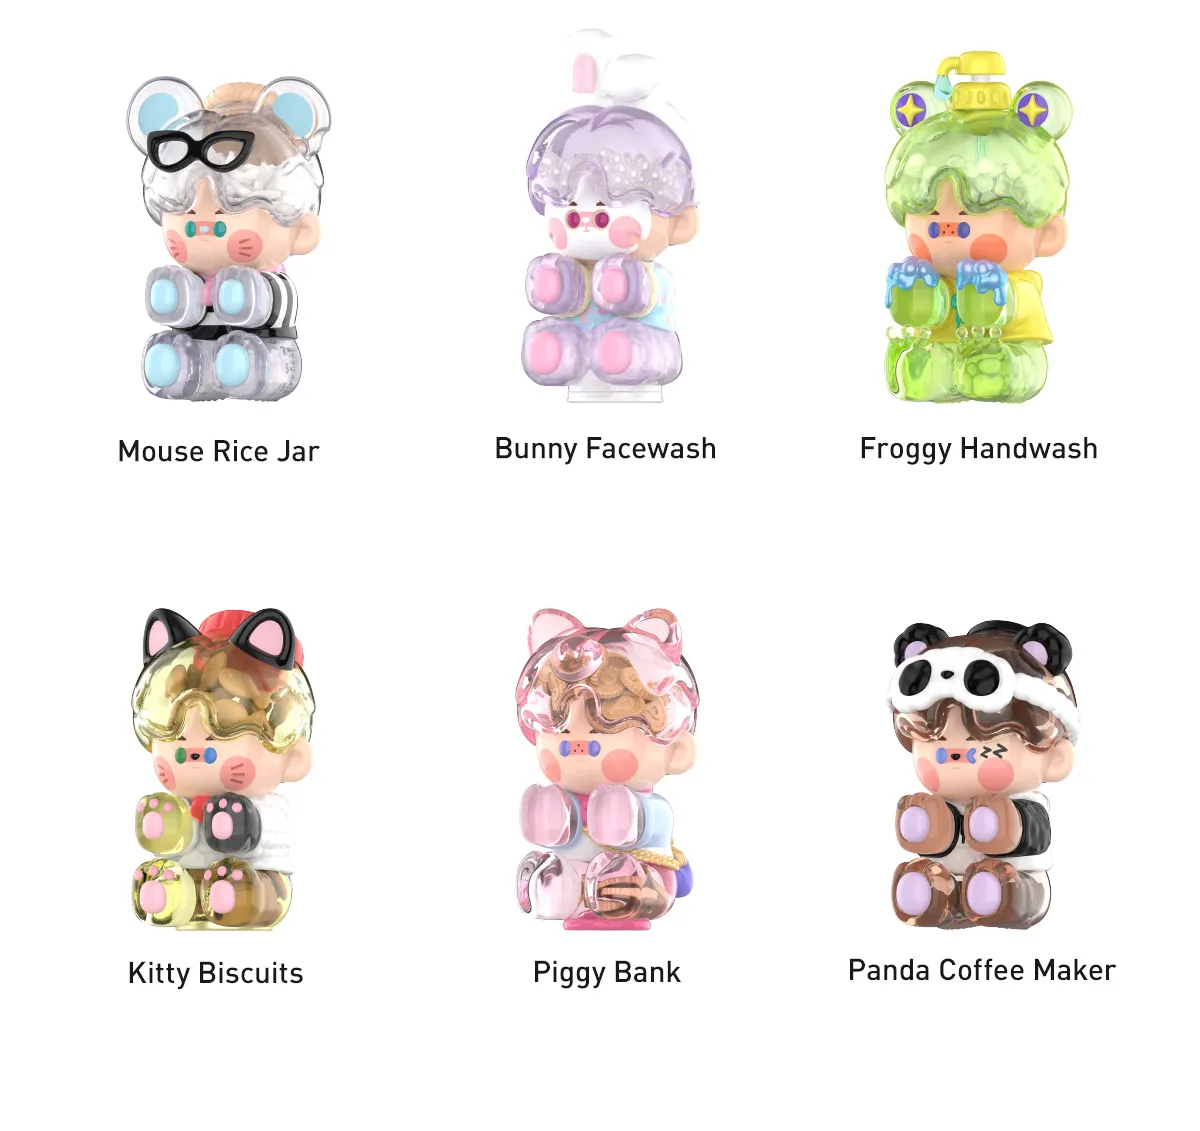 Mouse Rice Jar
Bunny Facewash
Froggy Handwash
Kitty Biscuits
Piggy Bank
Panda Coffee Maker